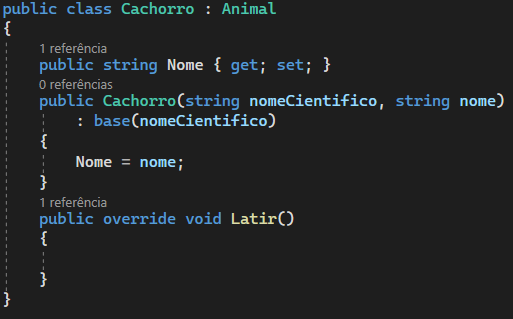 public class Cachorro : Animal
{
1 referência
public string Nome { get; set; }
0 referências
public Cachorro(string nomeCientifico, string nome)
: base(nomeCientifico)
{
Nome = nome;
}
1 referência
public override void Latir()
{
}
}